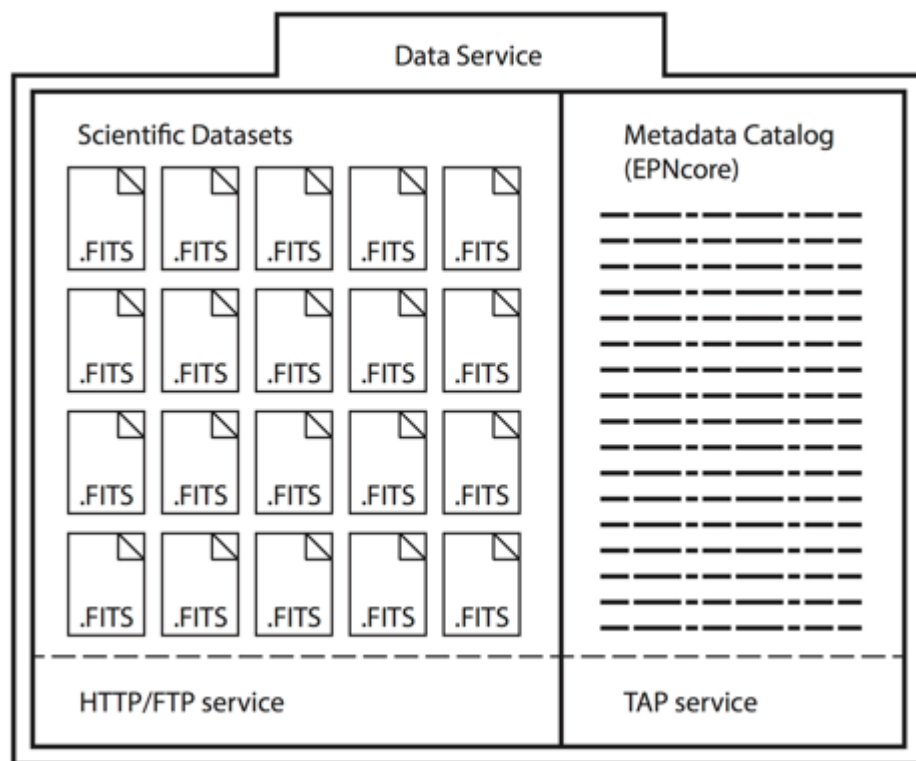 Data Service
Scientific Datasets
.FITS .FITS .FITS .FITS .FITS
.FITS .FITS .FITS .FITS .FITS
.FITS .FITS .FITS .FITS .FITS
.FITS .FITS .FITS .FITS .FITS
HTTP/FTP service
Metadata Catalog
(EPNcore)
TAP service